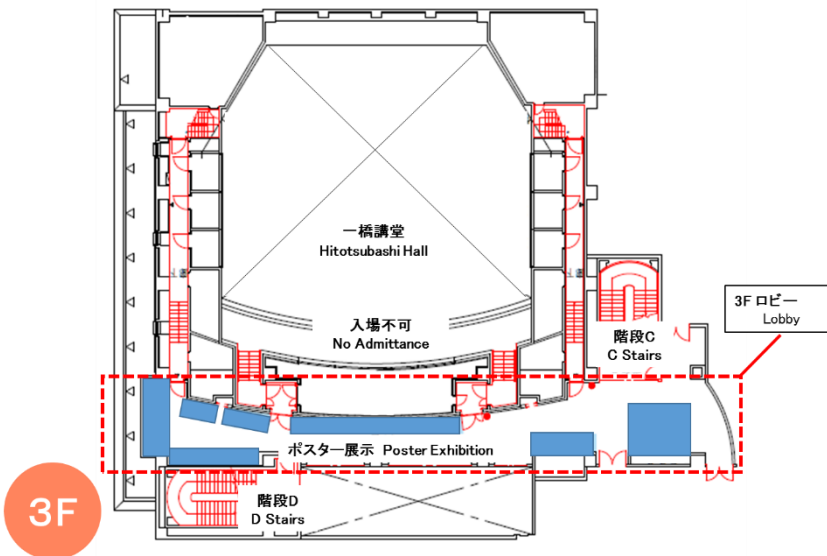 一橋講堂
Hitotsubashi Hall
入場不可
No Admittance
3F ロビー
Lobby
階段C
C Stairs
ポスター展示 Poster Exhibition
階段D
D Stairs
3F